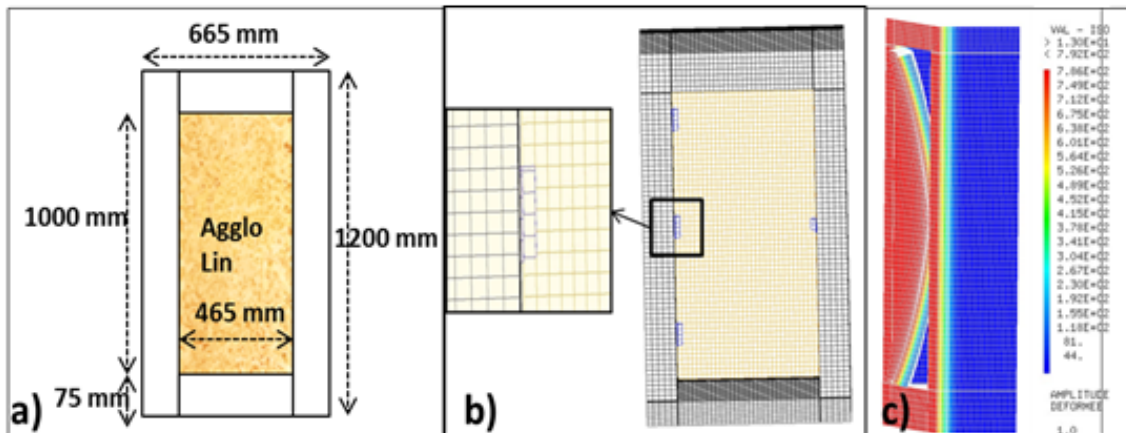 665 mm
1000 mm
Agglo
Lin
1200 mm
465 mm
75 mm
a)
b)
c)
VAL - ISO
> 1.30E+01
< 7.92E+02
7.86E+02
7.49E+02
7.12E+02
6.75E+02
6.38E+02
6.01E+02
5.64E+02
5.26E+02
4.89E+02
4.52E+02
4.15E+02
3.78E+02
3.41E+02
3.04E+02
2.67E+02
2.30E+02
1.92E+02
1.55E+02
1.18E+02
81.
44.
AMPLITUDE
DEFORMEE
1.0